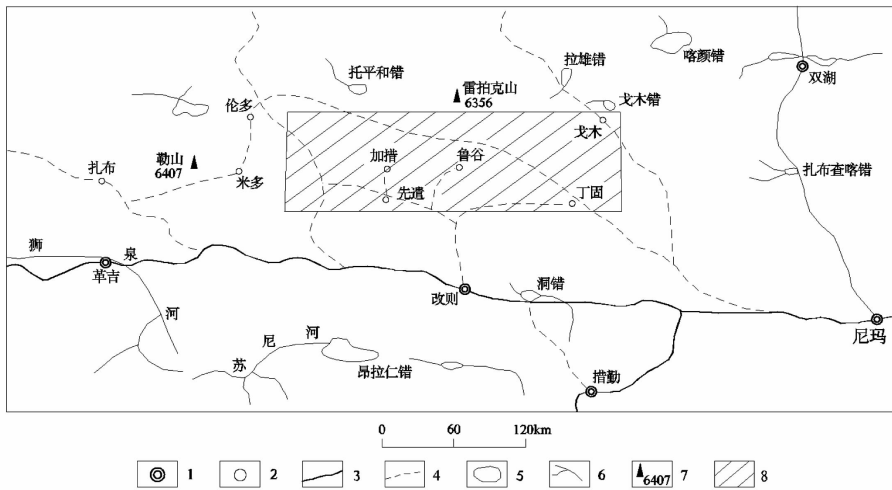 喀颜错
拉雄错
双湖
托平和错
雷拍克山
6356
戈木错
伦多
戈木
勒山
6407
加措
鲁谷
扎布查喀错
扎布
米多
先遣
丁固
狮
泉
革吉
河
改则
洞错
尼玛
苏
尼
河
昂拉仁错
措勤
0 60 120km
1 2 3 4 5 6 6407 7 8